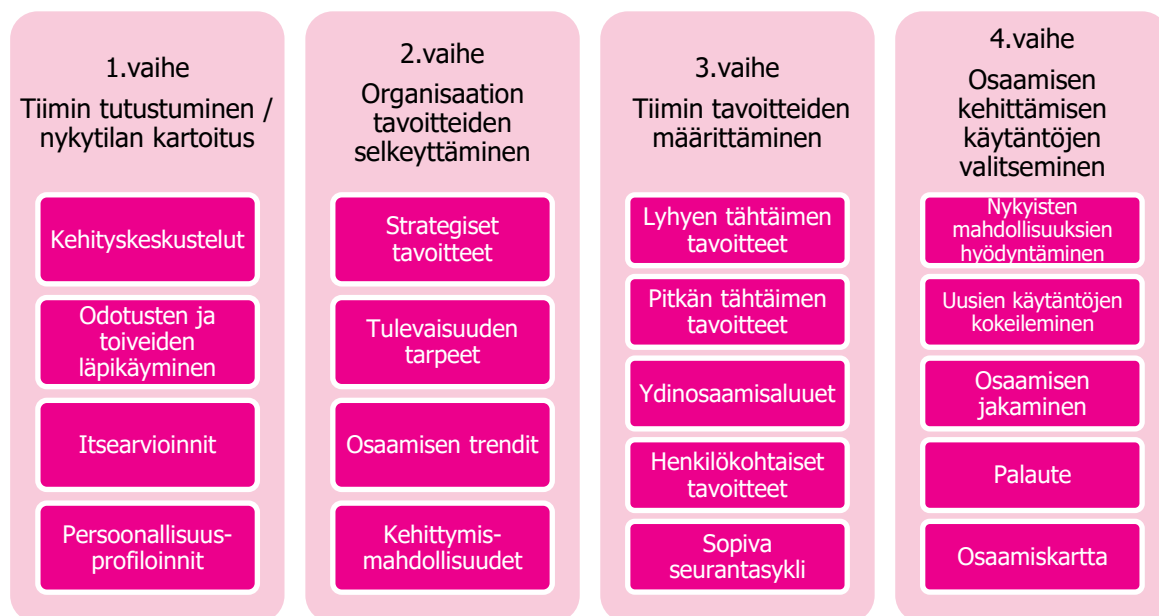 1.vaihe
Tiimin tutustuminen /
nykytilan kartoitus
Kehityskeskustelut
Odotusten ja
toiveiden
läpikäyminen
Itsearvioinnit
Persoonallisuus-
profiloinnit
2.vaihe
Organisaation
tavoitteiden
selkeyttäminen
Strategiset
tavoitteet
Tulevaisuuden
tarpeet
Osaamisen trendit
Kehittymis-
mahdollisuudet
3.vaihe
Tiimin tavoitteiden
määrittäminen
Lyhyen tähtäimen
tavoitteet
Pitkän tähtäimen
tavoitteet
Ydinosaamisaluuet
Henkilökohtaiset
tavoitteet
Sopiva
seurantasykli
4.vaihe
Osaamisen
kehittämisen
käytäntöjen
valitseminen
Nykyisten
mahdollisuuksien
hyödyntäminen
Uusien käytäntöjen
kokeileminen
Osaamisen
jakaminen
Palaute
Osaamiskartta